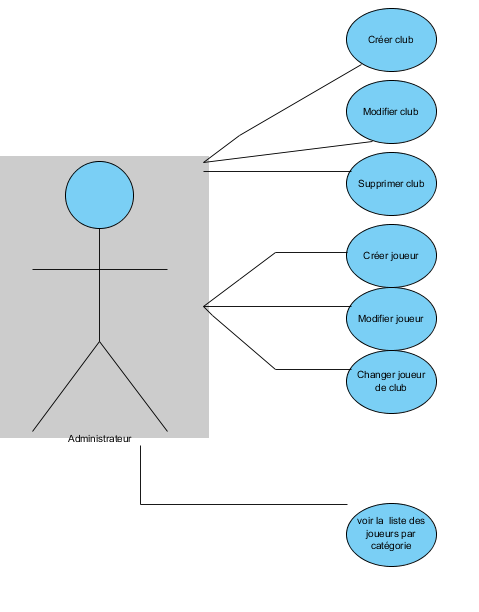 Créer club
Modifier club
Supprimer club
Créer joueur
Modifier joueur
Changer joueur
de club
Administrateur
voir la  liste des
joueurs par
catégorie